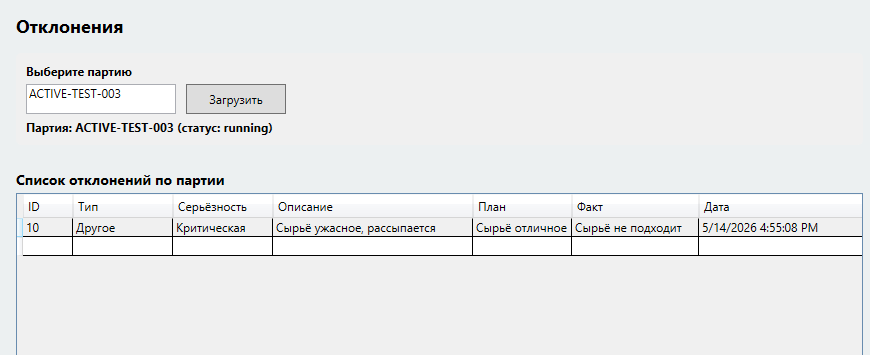 Отклонения
Выберите партию
ACTIVE-TEST-003
Загрузить
Партия: ACTIVE-TEST-003 (статус: running)
Список отклонений по партии
ID Тип Серьёзность Описание План Факт Дата
10 Другое Критическая Сырьё ужасное, рассыпается Сырьё отличное Сырьё не подходит 5/14/2026 4:55:08 PM